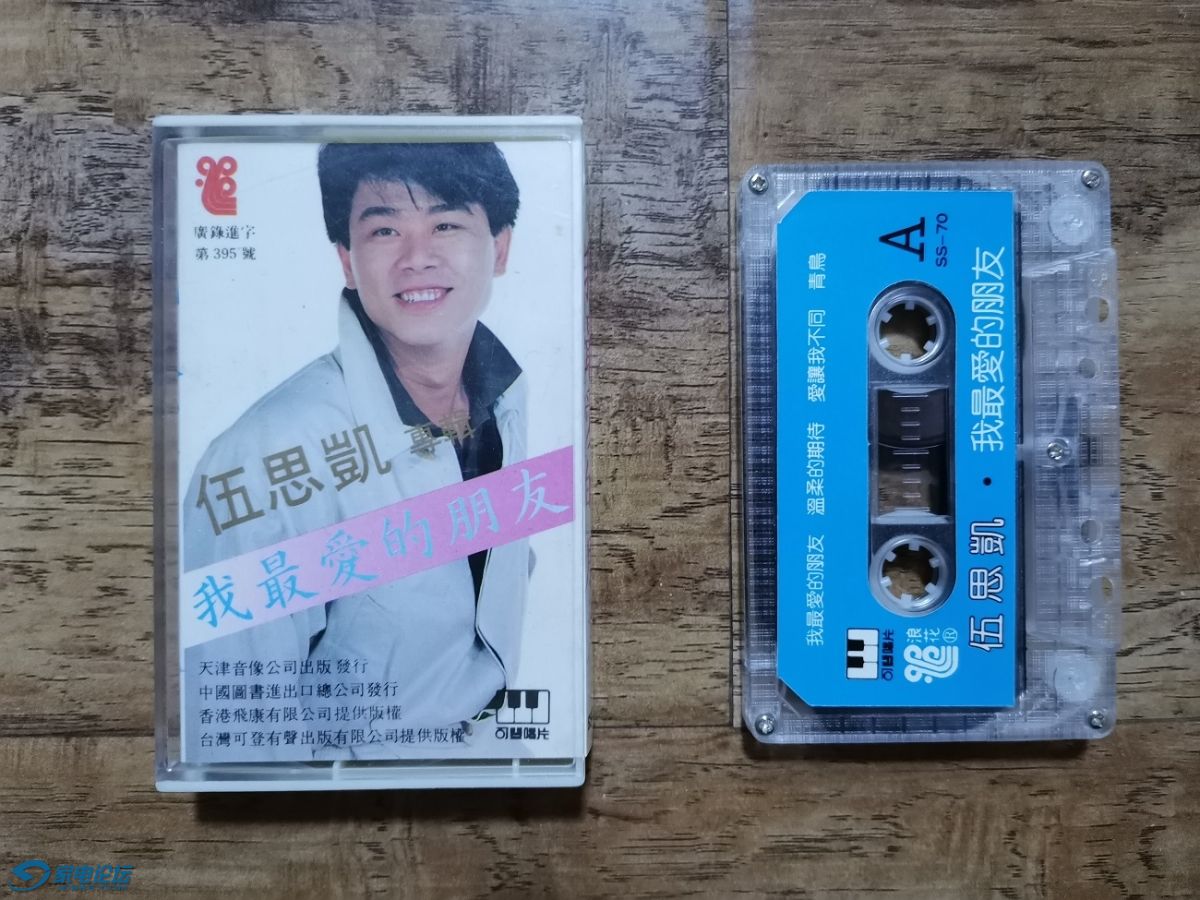 廣錄進字
第 395 號
伍思凱 專輯
我最愛的朋友
天津音像公司出版 發行
中國圖書進出口總公司發行
香港飛康有限公司提供版權
台灣可登有聲出版有限公司提供版權
可登唱片
A
SS-70
我最愛的朋友 溫柔的期待 愛讓我不同 青鳥
伍思凱·我最愛的朋友
可登唱片
浪花®
家电论坛